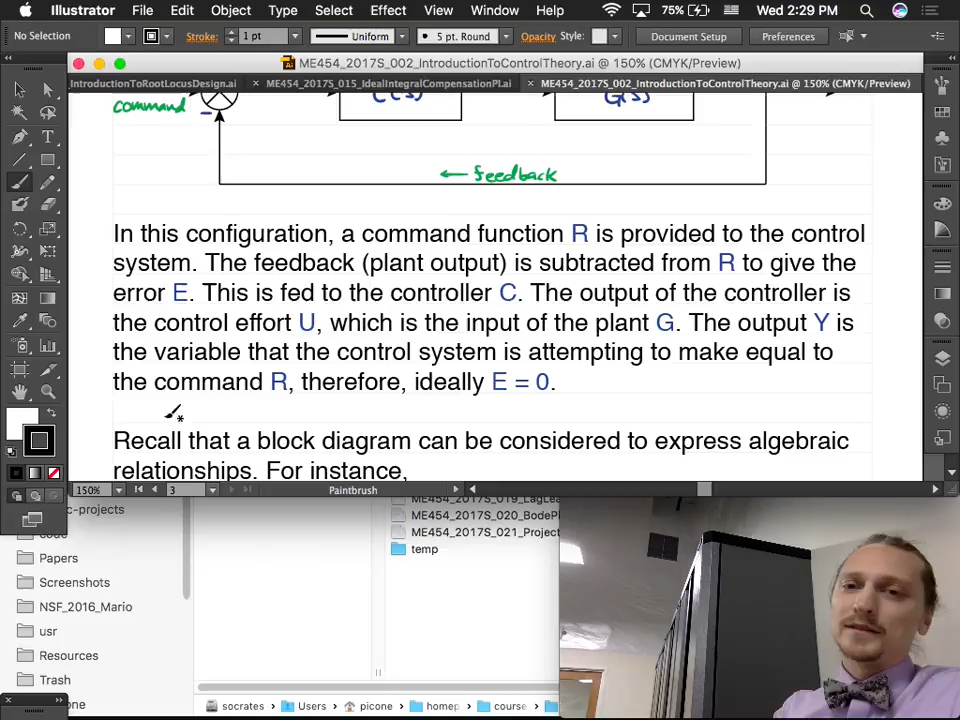 Illustrator File Edit Object Type Select Effect View Window Help 75% Wed 2:29 PM
No Selection Stroke: 1 pt Uniform 5 pt. Round Opacity Style: Document Setup Preferences
ME454_2017S_002_IntroductionToControlTheory.ai @ 150% (CMYK/Preview)
IntroductionToRootLocusDesign.ai ME454_2017S_015_IdealIntegralCompensationPI.ai ME454_2017S_002_IntroductionToControlTheory.ai @ 150% (CMYK/Preview)
command C(s) G(s)
feedback
In this configuration, a command function R is provided to the control
system. The feedback (plant output) is subtracted from R to give the
error E. This is fed to the controller C. The output of the controller is
the control effort U, which is the input of the plant G. The output Y is
the variable that the control system is attempting to make equal to
the command R, therefore, ideally E = 0.
Recall that a block diagram can be considered to express algebraic
relationships. For instance,
150% 3 Paintbrush
c-projects
code
Papers
Screenshots
NSF_2016_Mario
usr
Resources
Trash
ME454_2017S_019_LagLea
ME454_2017S_020_BodePl
ME454_2017S_021_Project
temp
socrates Users picone homep course